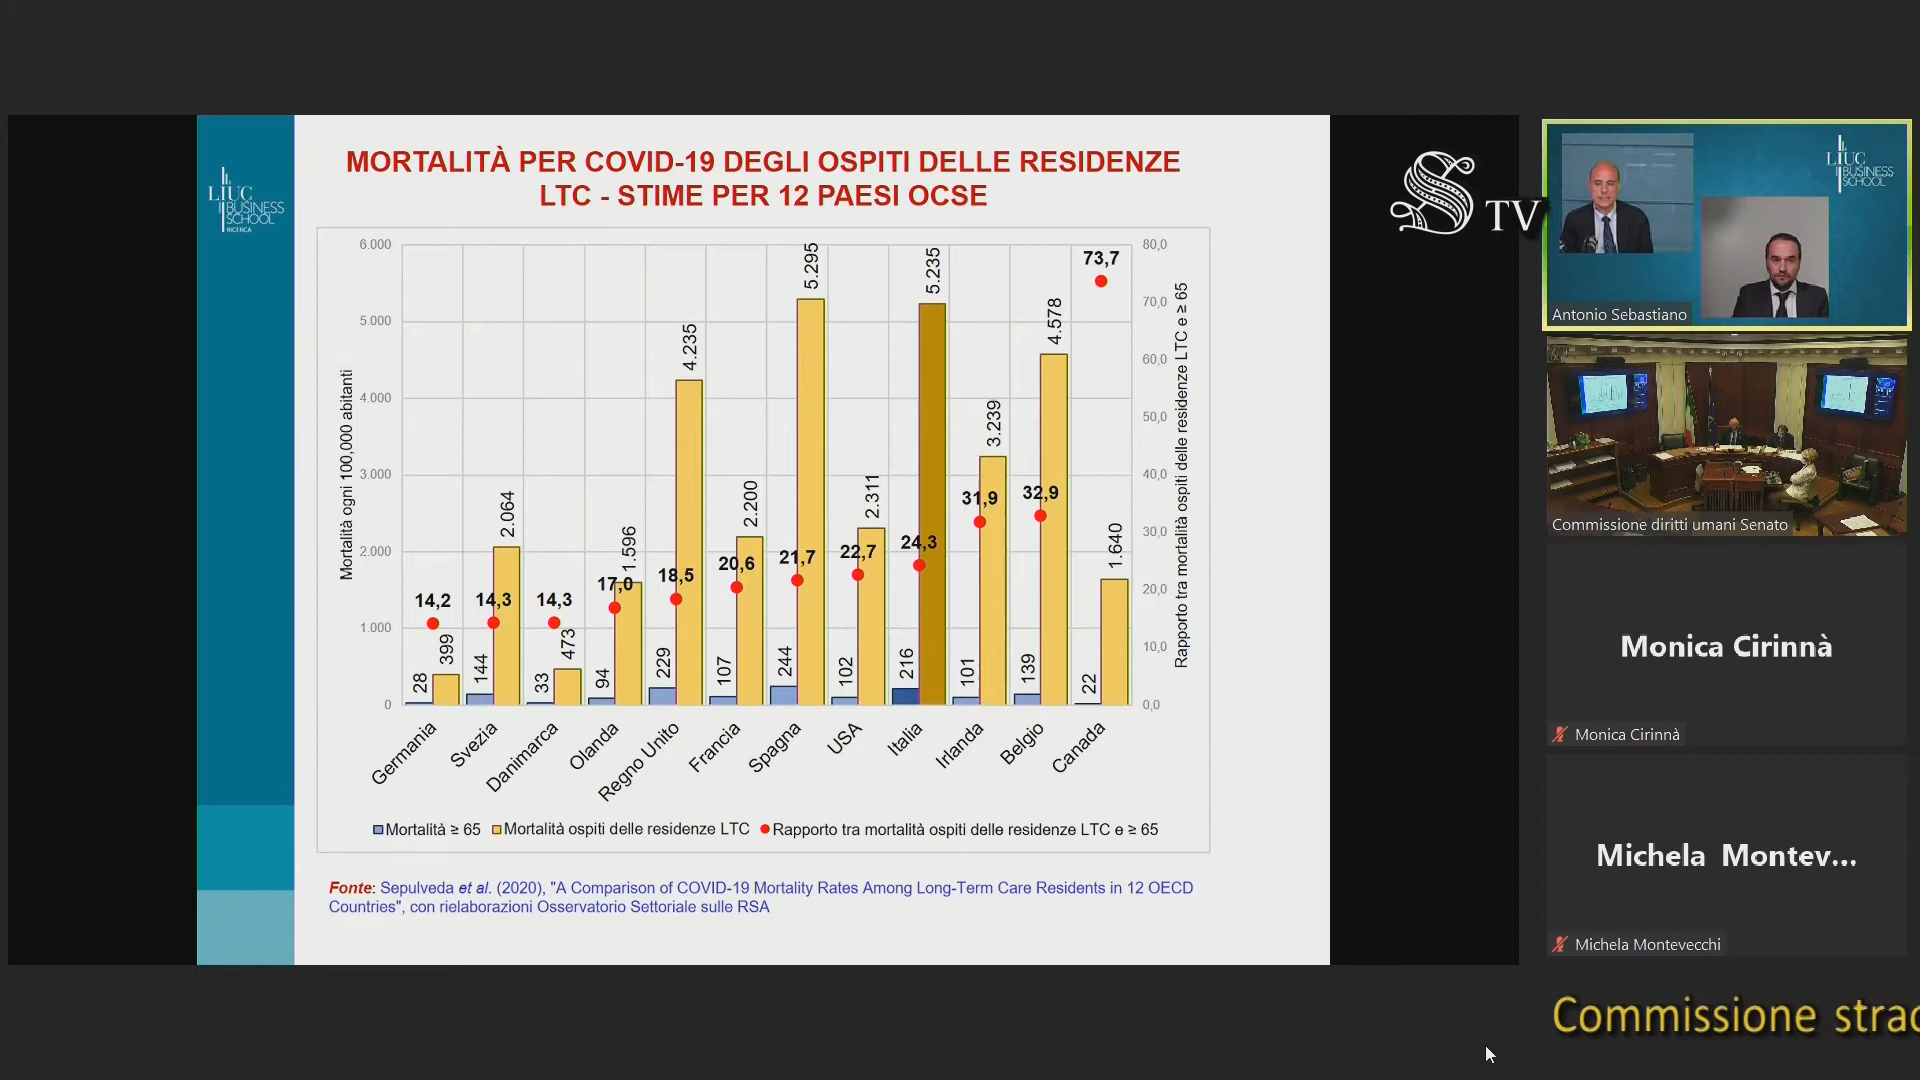 LIUC
BUSINESS
SCHOOL
RICERCA
MORTALITÀ PER COVID-19 DEGLI OSPITI DELLE RESIDENZE
LTC - STIME PER 12 PAESI OCSE
Mortalità ogni 100,000 abitanti
6.000
5.000
4.000
3.000
2.000
1.000
0
80,0
70,0
60,0
50,0
40,0
30,0
20,0
10,0
0,0
Rapporto tra mortalità ospiti delle residenze LTC e ≥ 65
14,2
14,3
14,3
17,0
18,5
20,6
21,7
22,7
24,3
31,9
32,9
73,7
28
399
144
2.064
33
473
94
1.596
229
4.235
107
2.200
244
5.295
102
2.311
216
5.235
101
3.239
139
4.578
22
1.640
Germania
Svezia
Danimarca
Olanda
Regno Unito
Francia
Spagna
USA
Italia
Irlanda
Belgio
Canada
Mortalità ≥ 65 Mortalità ospiti delle residenze LTC Rapporto tra mortalità ospiti delle residenze LTC e ≥ 65
Fonte: Sepulveda et al. (2020), "A Comparison of COVID-19 Mortality Rates Among Long-Term Care Residents in 12 OECD
Countries", con rielaborazioni Osservatorio Settoriale sulle RSA
S TV
LIUC
BUSINESS
SCHOOL
Antonio Sebastiano
Commissione diritti umani Senato
Monica Cirinnà
Monica Cirinnà
Michela Montev...
Michela Montevecchi
Commissione strao